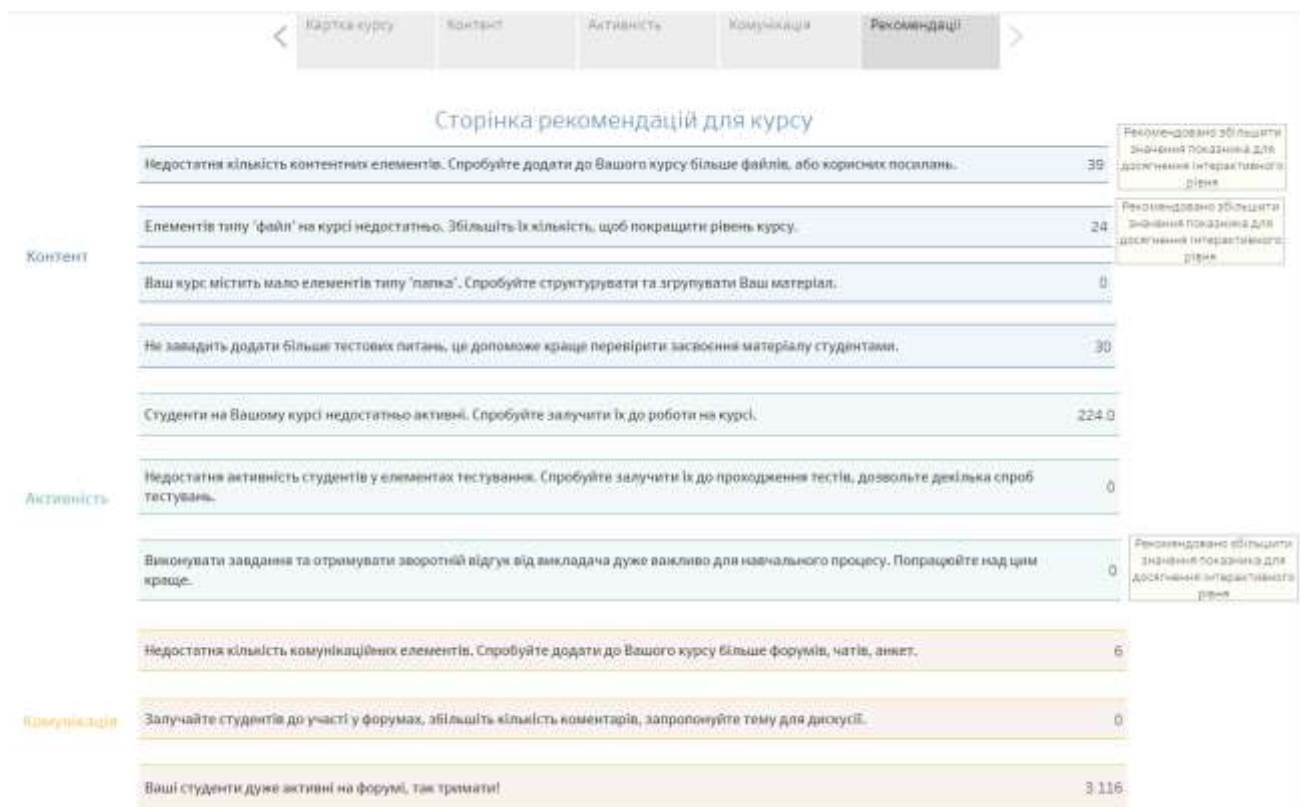 Картка курсу
Контент
Активність
Комунікація
Рекомендації
Сторінка рекомендацій для курсу
Недостатня кількість контентних елементів. Спробуйте додати до Вашого курсу більше файлів, або корисних посилань.
39
Рекомендовано збільшити
значення показника для
досягнення інтерактивного
рівня
Елементів типу 'файл' на курсі недостатньо. Збільшіть їх кількість, щоб покращити рівень курсу.
24
Рекомендовано збільшити
значення показника для
досягнення інтерактивного
рівня
Контент
Ваш курс містить мало елементів типу 'папка'. Спробуйте структурувати та згрупувати Ваш матеріал.
0
Не завадить додати більше тестових питань, це допоможе краще перевірити засвоєння матеріалу студентами.
30
Студенти на Вашому курсі недостатньо активні. Спробуйте залучити їх до роботи на курсі.
224.0
Активність
Недостатня активність студентів у елементах тестування. Спробуйте залучити їх до проходження тестів, дозвольте декілька спроб
тестувань.
0
Виконувати завдання та отримувати зворотній відгук від викладача дуже важливо для навчального процесу. Попрацюйте над цим
краще.
0
Рекомендовано збільшити
значення показника для
досягнення інтерактивного
рівня
Недостатня кількість комунікаційних елементів. Спробуйте додати до Вашого курсу більше форумів, чатів, анкет.
6
Комунікація
Залучайте студентів до участі у форумах, збільшіть кількість коментарів, запропонуйте тему для дискусії.
0
Ваші студенти дуже активні на форумі, так тримати!
3 116